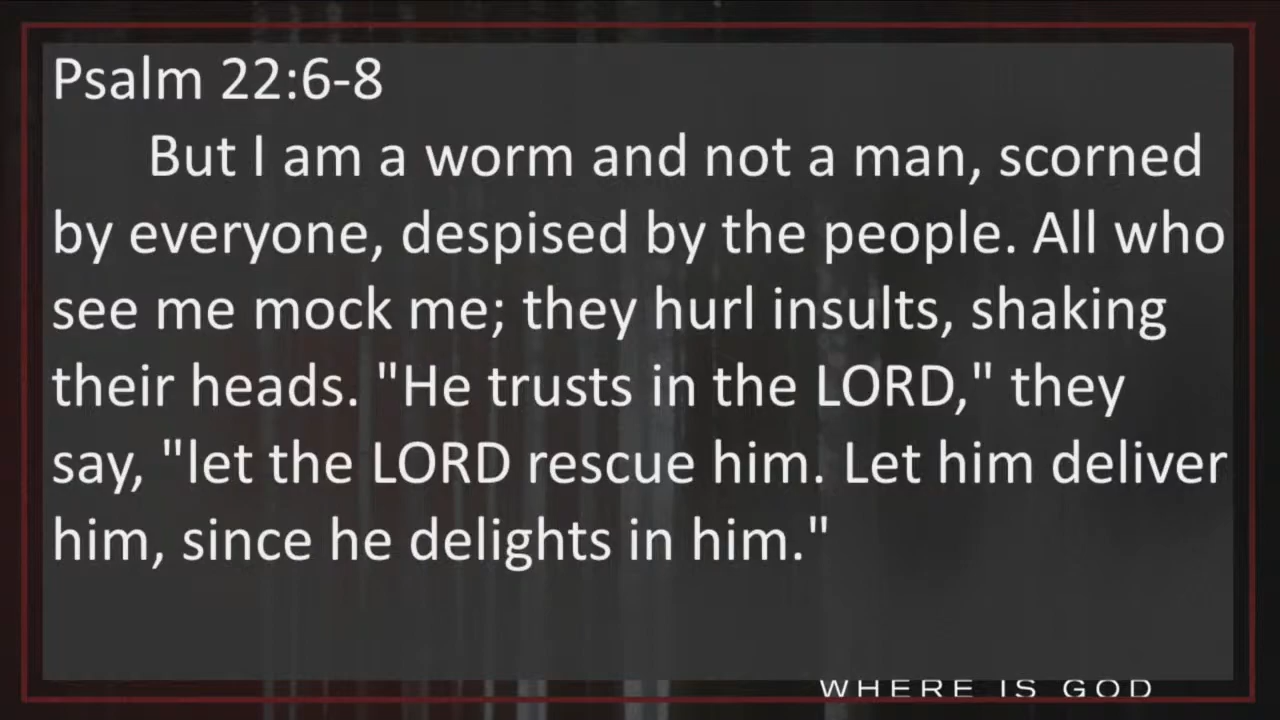 Psalm 22:6-8
But I am a worm and not a man, scorned
by everyone, despised by the people. All who
see me mock me; they hurl insults, shaking
their heads. "He trusts in the LORD," they
say, "let the LORD rescue him. Let him deliver
him, since he delights in him."
WHERE IS GOD